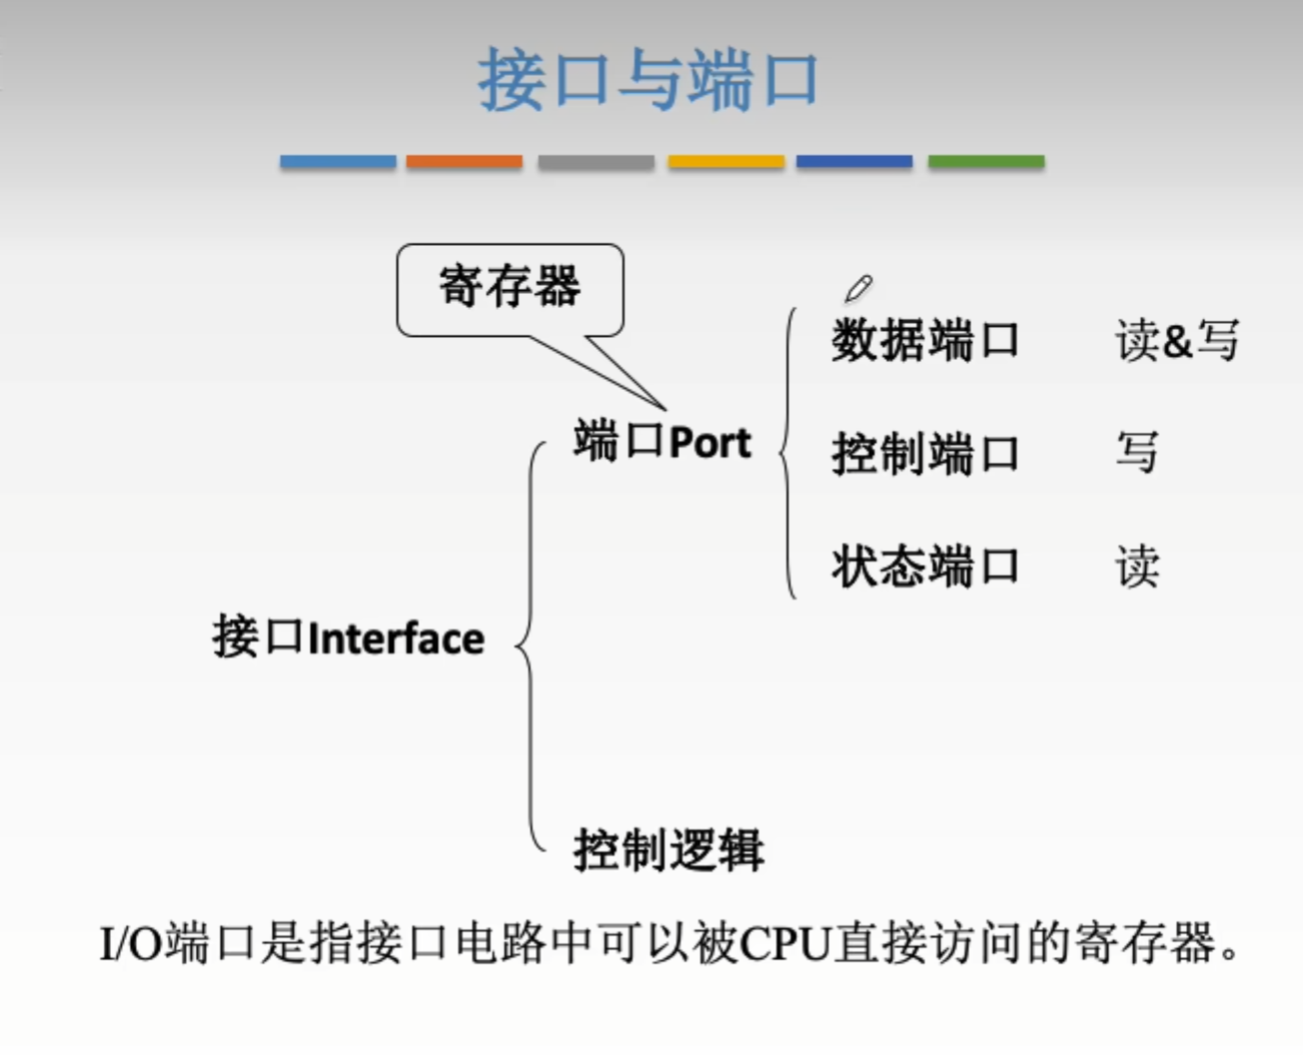 接口与端口
寄存器
数据端口 读&写
端口Port
控制端口 写
状态端口 读
接口Interface
控制逻辑
I/O端口是指接口电路中可以被CPU直接访问的寄存器。